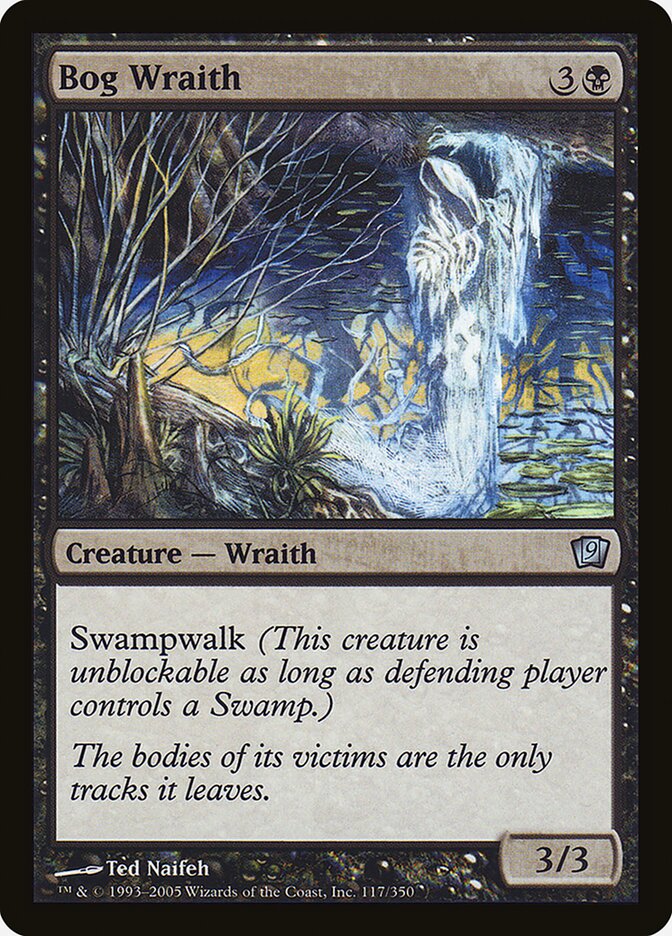 Bog Wraith 3
Creature — Wraith 9
Swampwalk (This creature is
unblockable as long as defending player
controls a Swamp.)
The bodies of its victims are the only
tracks it leaves.
3/3
Ted Naifeh
™ & © 1993–2005 Wizards of the Coast, Inc. 117/350